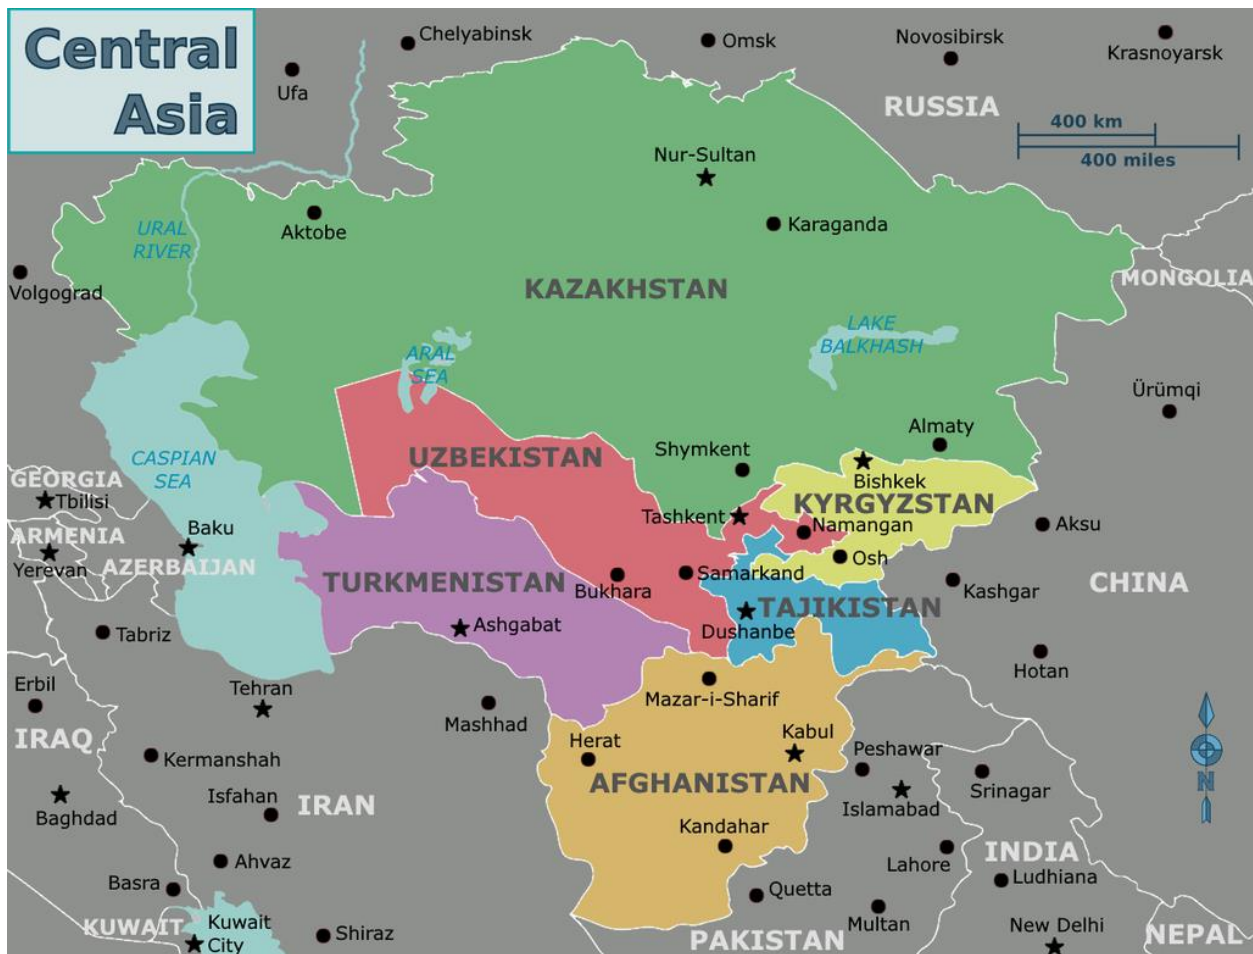 Central
Asia
Chelyabinsk
Omsk
Novosibirsk
Krasnoyarsk
Ufa
RUSSIA
400 km
400 miles
Nur-Sultan
Karaganda
Aktobe
URAL
RIVER
Volgograd
KAZAKHSTAN
MONGOLIA
ARAL
SEA
LAKE
BALKHASH
Ürümqi
Almaty
Shymkent
UZBEKISTAN
CASPIAN
SEA
GEORGIA
Tbilisi
Bishkek
KYRGYZSTAN
Tashkent
Namangan
Aksu
Baku
ARMENIA
Yerevan
AZERBAIJAN
Osh
Samarkand
Bukhara
TURKMENISTAN
CHINA
Kashgar
TAJIKISTAN
Dushanbe
Ashgabat
Tabriz
Hotan
Erbil
Tehran
Mashhad
Mazar-i-Sharif
IRAQ
Kermanshah
Herat
Kabul
Peshawar
Islamabad
Srinagar
N
AFGHANISTAN
Baghdad
Isfahan
IRAN
Kandahar
Lahore
INDIA
Ahvaz
Basra
Quetta
Ludhiana
Multan
KUWAIT
Kuwait
City
Shiraz
PAKISTAN
New Delhi
NEPAL